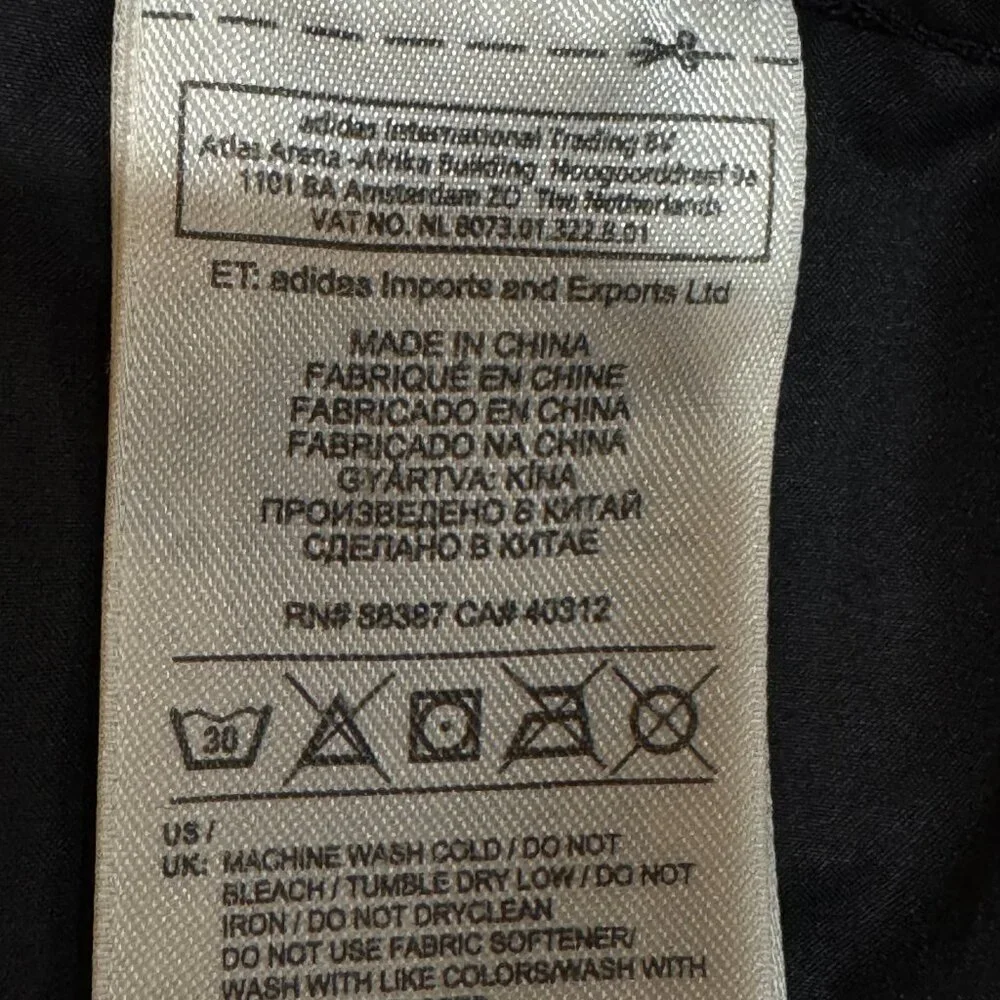 adidas International Trading BV
Atlas Arena -Afrika Building Hoogoorddreef 9a
1101 BA Amsterdam ZO The Netherlands
VAT NO. NL 8073.01.322.B.01
ET: adidas Imports and Exports Ltd
MADE IN CHINA
FABRIQUÉ EN CHINE
FABRICADO EN CHINA
FABRICADO NA CHINA
GYÁRTVA: KÍNA
ПРОИЗВЕДЕНО В КИТАЙ
СДЕЛАНО В КИТАЕ
RN# 88387 CA# 40312
30
US /
UK: MACHINE WASH COLD / DO NOT
BLEACH / TUMBLE DRY LOW / DO NOT
IRON / DO NOT DRYCLEAN
DO NOT USE FABRIC SOFTENER/
WASH WITH LIKE COLORS/WASH WITH